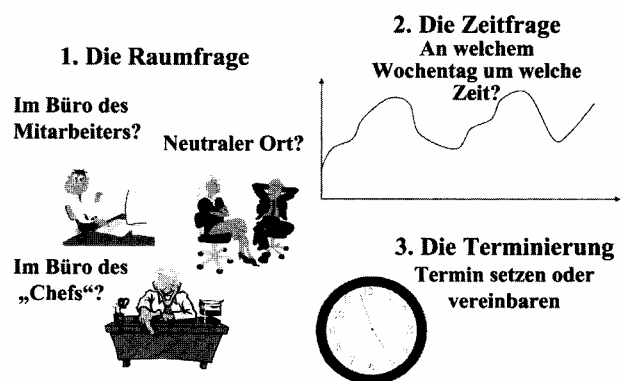 1. Die Raumfrage
Im Büro des
Mitarbeiters?
Neutraler Ort?
Im Büro des
„Chefs“?
2. Die Zeitfrage
An welchem
Wochentag um welche
Zeit?
3. Die Terminierung
Termin setzen oder
vereinbaren